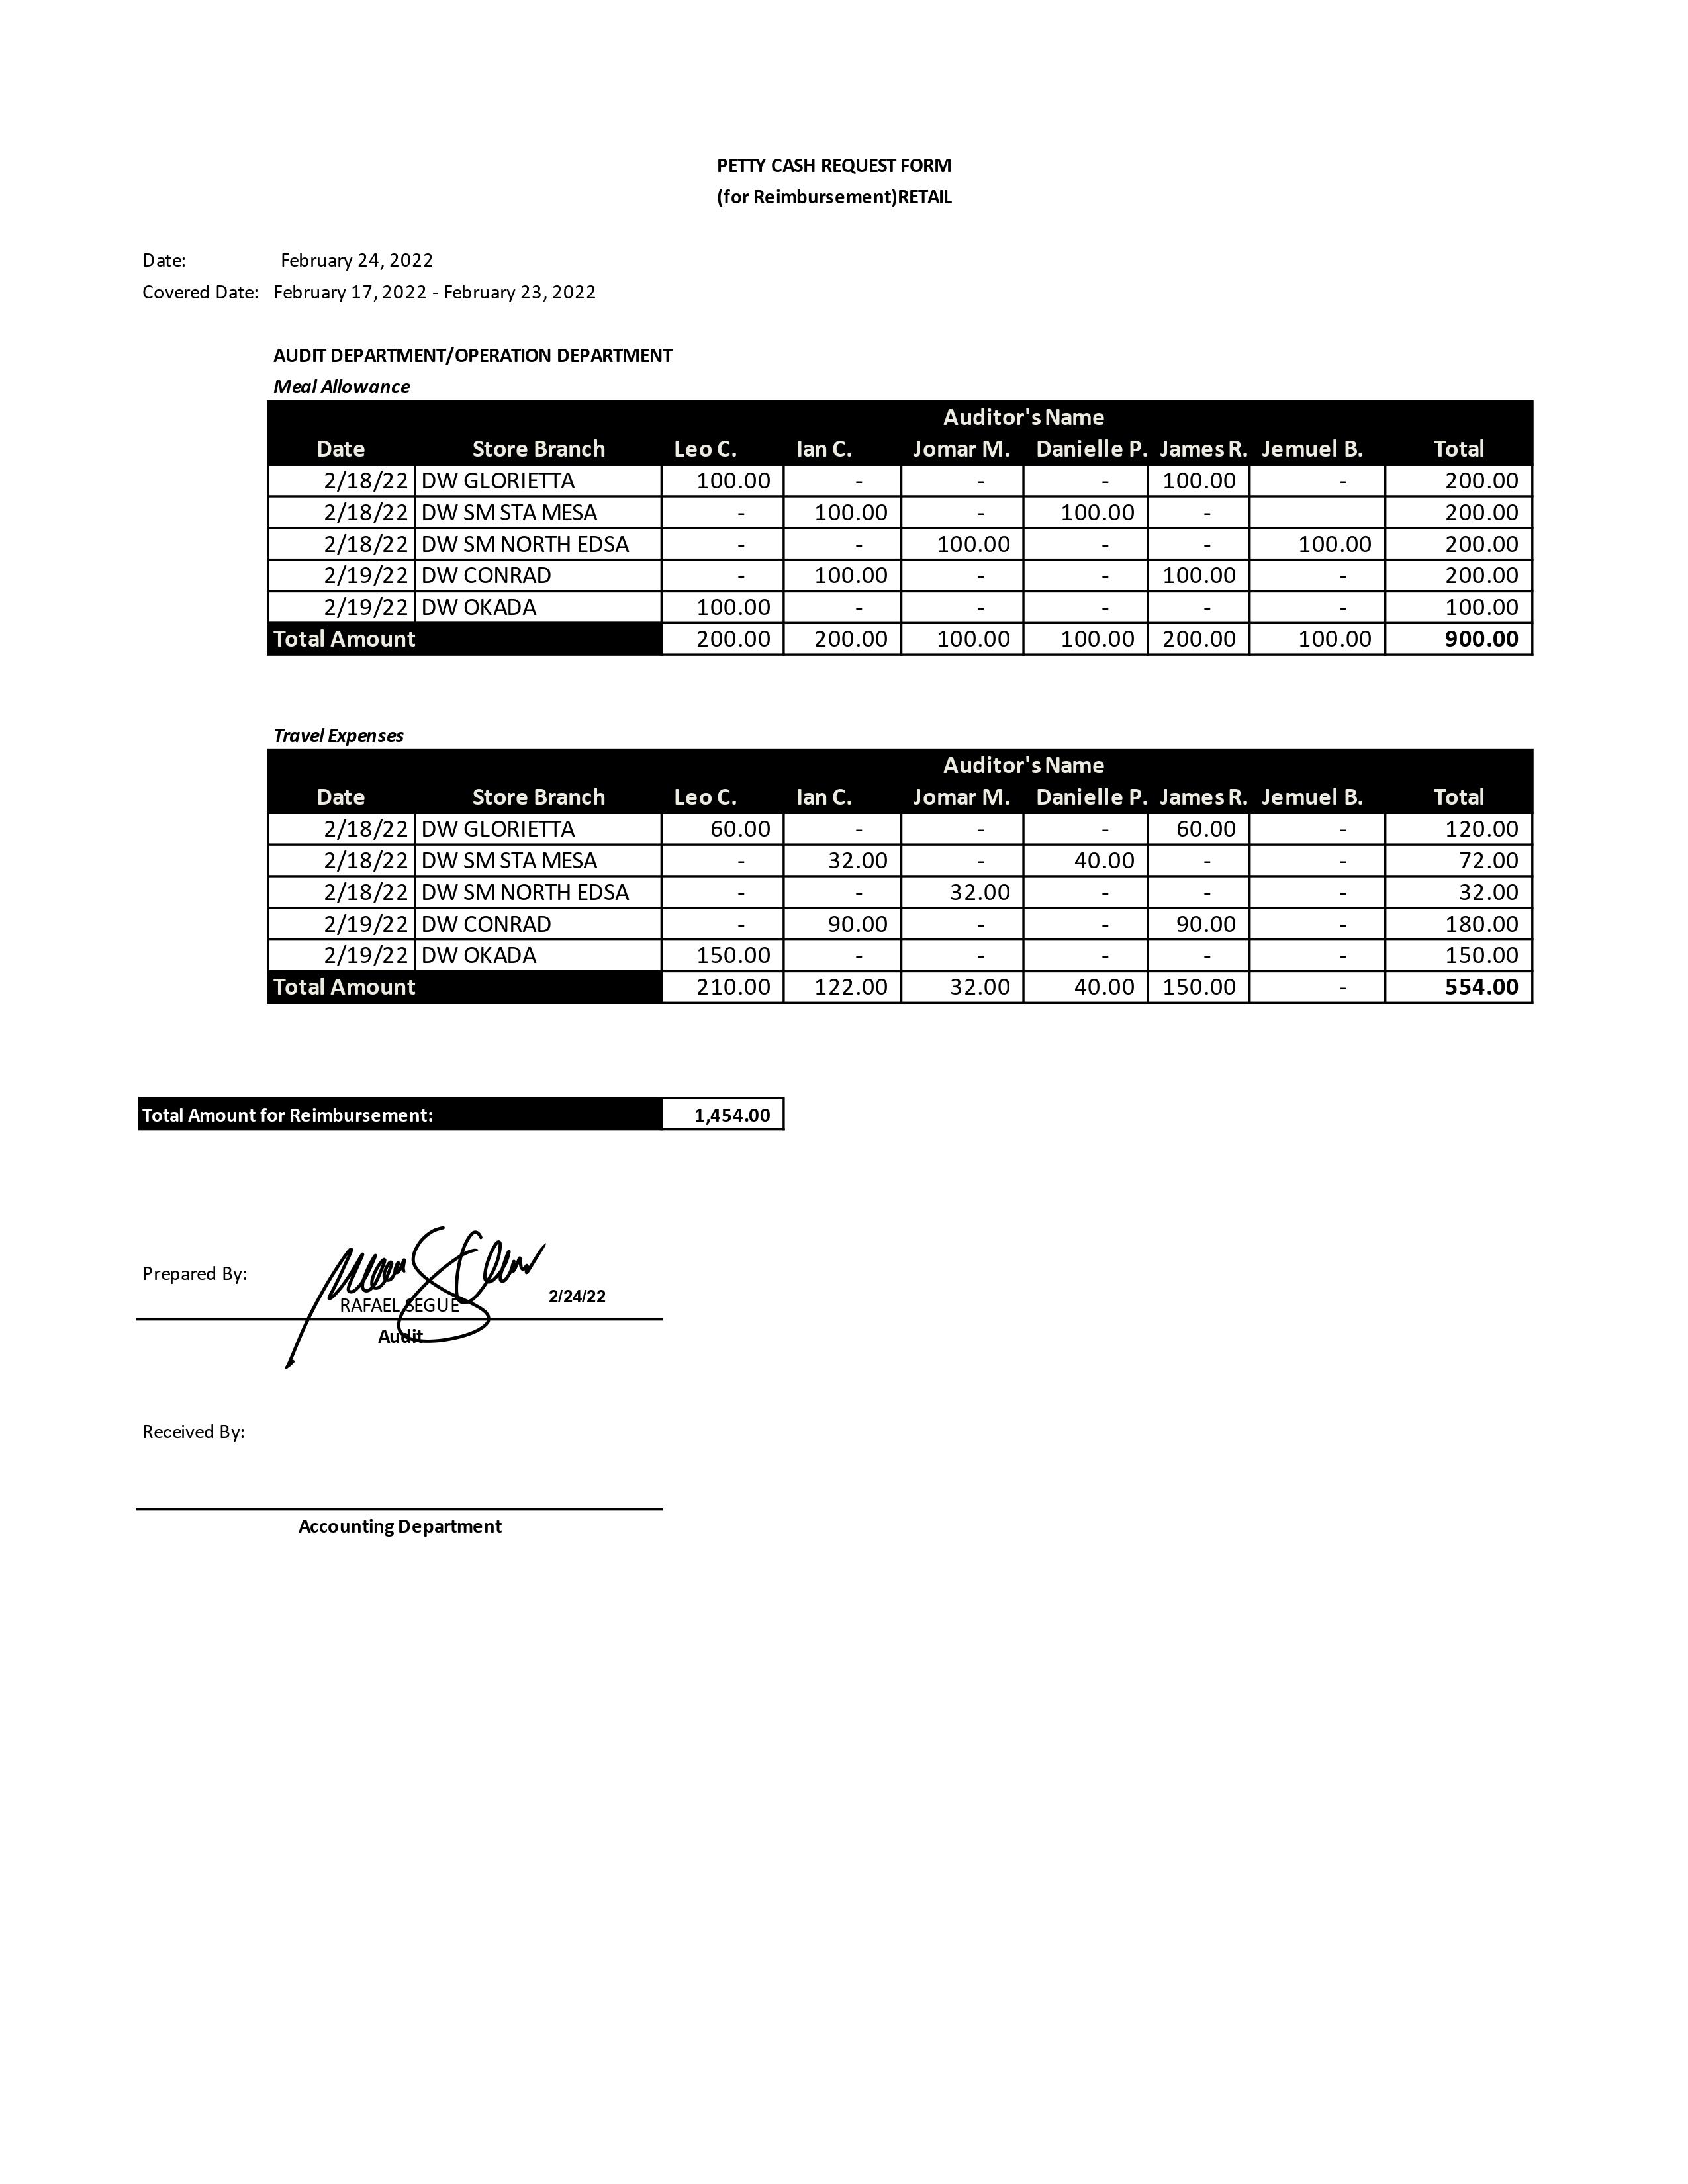 PETTY CASH REQUEST FORM
(for Reimbursement)RETAIL
Date: February 24, 2022
Covered Date: February 17, 2022 - February 23, 2022
AUDIT DEPARTMENT/OPERATION DEPARTMENT
Meal Allowance
Auditor's Name
Date Store Branch Leo C. Ian C. Jomar M. Danielle P. James R. Jemuel B. Total
2/18/22 DW GLORIETTA 100.00 - - - 100.00 - 200.00
2/18/22 DW SM STA MESA - 100.00 - 100.00 - 200.00
2/18/22 DW SM NORTH EDSA - - 100.00 - - 100.00 200.00
2/19/22 DW CONRAD - 100.00 - - 100.00 - 200.00
2/19/22 DW OKADA 100.00 - - - - - 100.00
Total Amount 200.00 200.00 100.00 100.00 200.00 100.00 900.00
Travel Expenses
Auditor's Name
Date Store Branch Leo C. Ian C. Jomar M. Danielle P. James R. Jemuel B. Total
2/18/22 DW GLORIETTA 60.00 - - - 60.00 - 120.00
2/18/22 DW SM STA MESA - 32.00 - 40.00 - - 72.00
2/18/22 DW SM NORTH EDSA - - 32.00 - - - 32.00
2/19/22 DW CONRAD - 90.00 - - 90.00 - 180.00
2/19/22 DW OKADA 150.00 - - - - - 150.00
Total Amount 210.00 122.00 32.00 40.00 150.00 - 554.00
Total Amount for Reimbursement: 1,454.00
Prepared By:
RAFAEL SEGUE 2/24/22
Audit
Received By:
Accounting Department